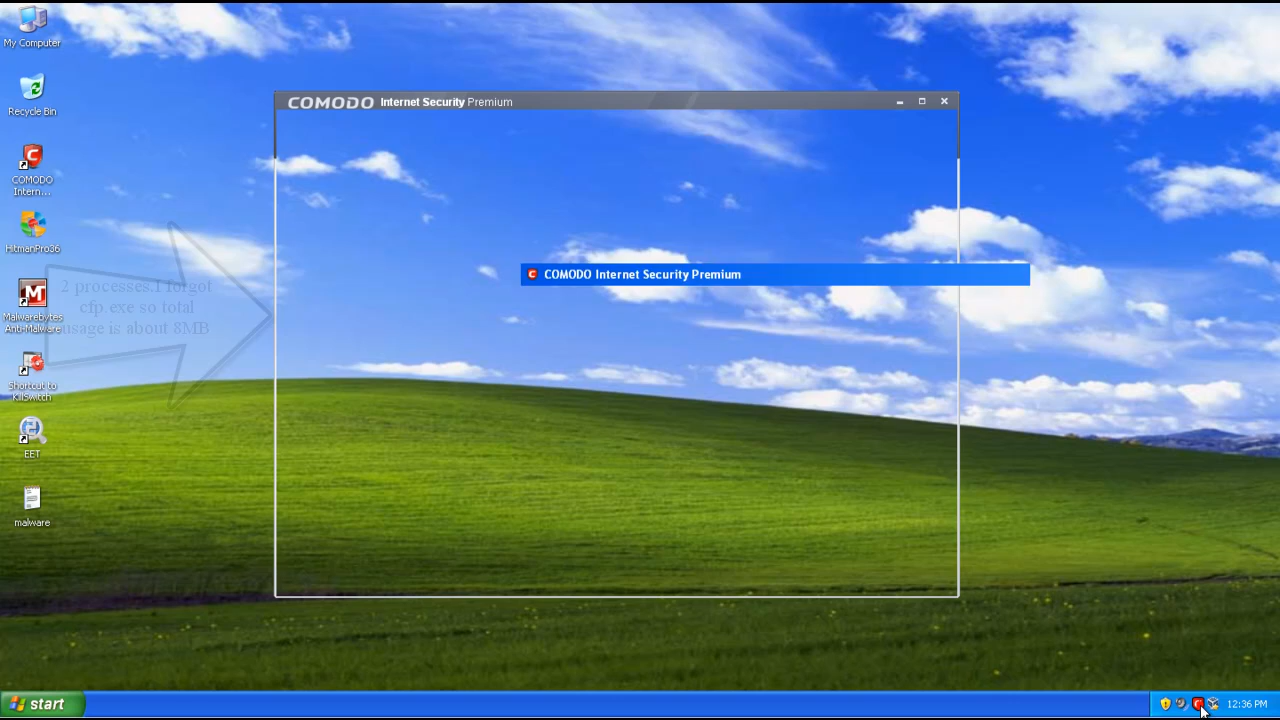 My Computer
Recycle Bin
COMODO
Intern...
HitmanPro36
Malwarebytes
Anti-Malware
Shortcut to
KillSwitch
EET
malware
2 processes.I forgot
cfp exe so total
usage is about 8MB
COMODO Internet Security Premium
COMODO Internet Security Premium
start
12:36 PM